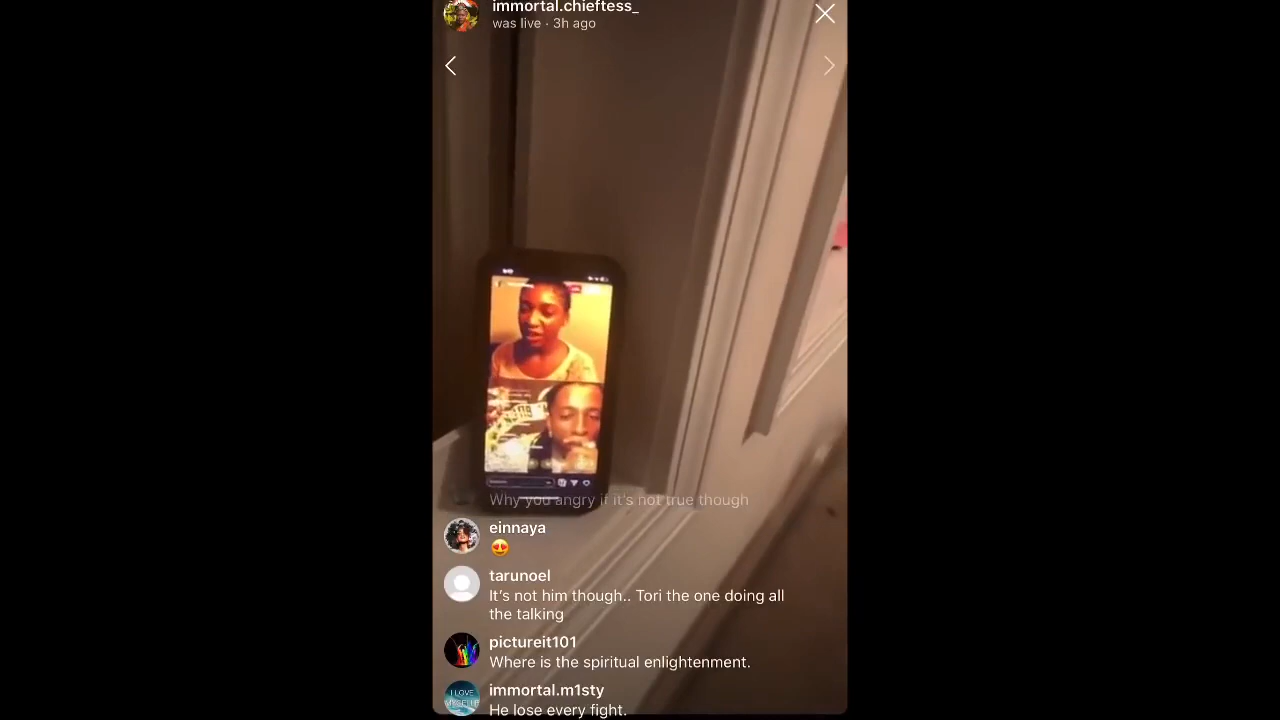 immortal.chieftess_
was live · 3h ago
Why you angry if it's not true though
einnaya
😍
tarunoel
It's not him though.. Tori the one doing all
the talking
pictureit101
Where is the spiritual enlightenment.
I LOVE
MYSELF
immortal.m1sty
He lose every fight.